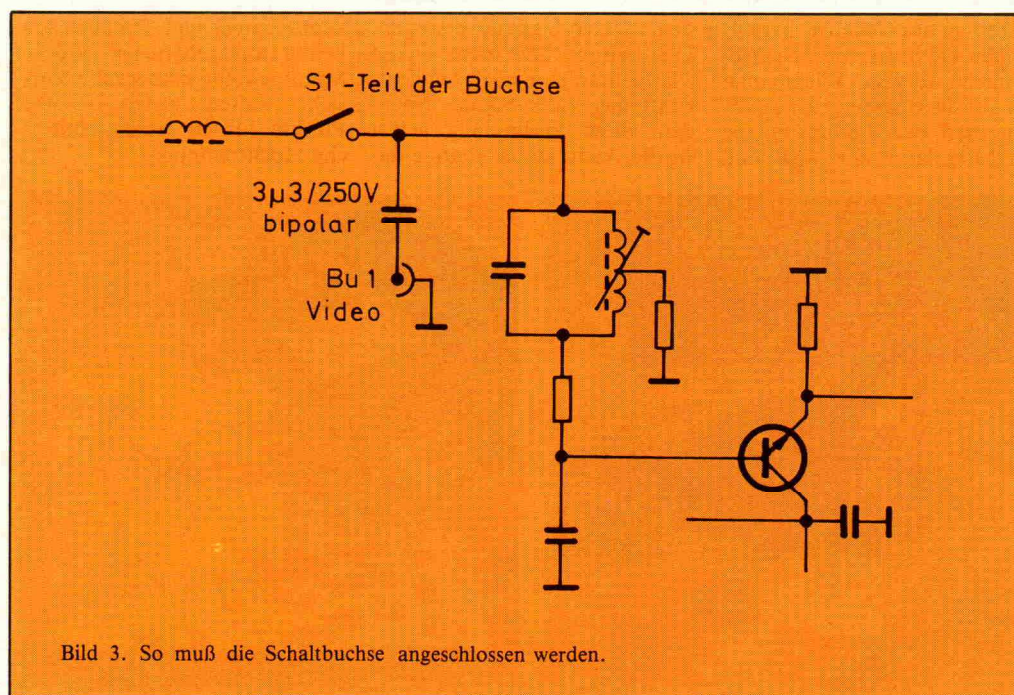 S1 -Teil der Buchse
3µ3/250V
bipolar
Bu 1
Video
Bild 3. So muß die Schaltbuchse angeschlossen werden.